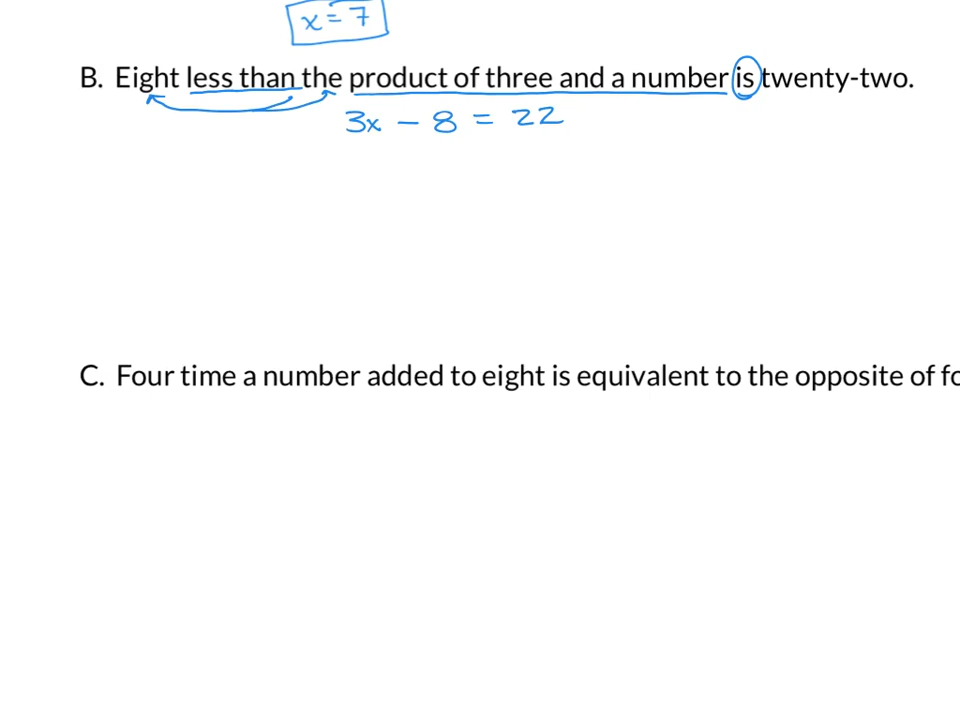 x = 7
B. Eight less than the product of three and a number is twenty-two.
3x - 8 = 22
C. Four time a number added to eight is equivalent to the opposite of